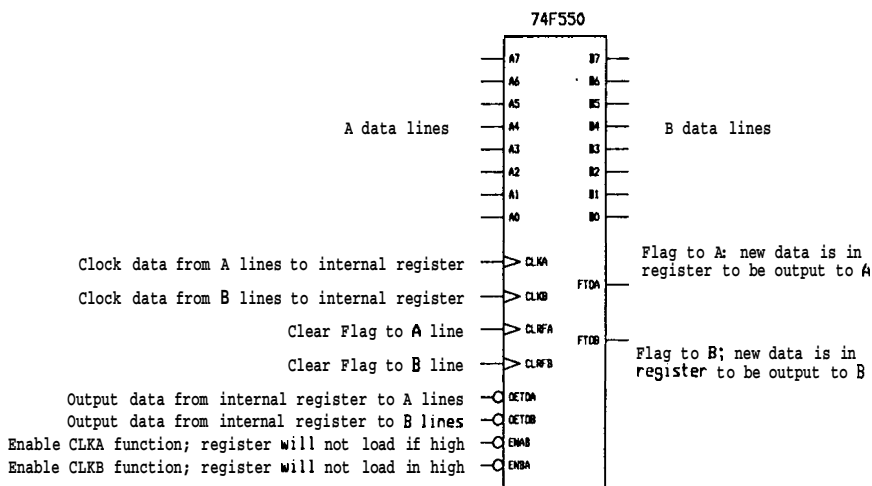 74F550
A7 B7
A6 B6
A5 B5
A data lines A4 B4 B data lines
A3 B3
A2 B2
A1 B1
A0 B0
Flag to A: new data is in
register to be output to A
Clock data from A lines to internal register CLKA
FTOA
Clock data from B lines to internal register CLKB
Clear Flag to A line CLRFA
FTOB
Flag to B; new data is in
register to be output to B
Clear Flag to B line CLRFB
Output data from internal register to A lines OETOA
Output data from internal register to B lines OETOB
Enable CLKA function; register will not load if high ENAB
Enable CLKB function; register will not load in high ENBA